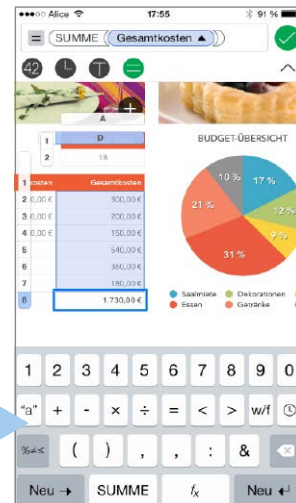 Alice 17:55 91 %
= SUMME ( Gesamtkosten ▲ )
42 T =
A
1 D
2 18
BUDGET-ÜBERSICHT
10 % 17 %
21 % 12 %
9 %
31 %
1 kosten Gesamtkosten
2 0,00 € 300,00 €
3 0,00 € 200,00 €
4 0,00 € 150,00 €
5 540,00 €
6 360,00 €
7 180,00 €
8 1.730,00 €
Saalmiete Dekorationen
Essen Getränke
1 2 3 4 5 6 7 8 9 0
"a" + - × ÷ = < > w/f
%≠≤ ( ) , , : &
Neu → SUMME fx Neu ↵